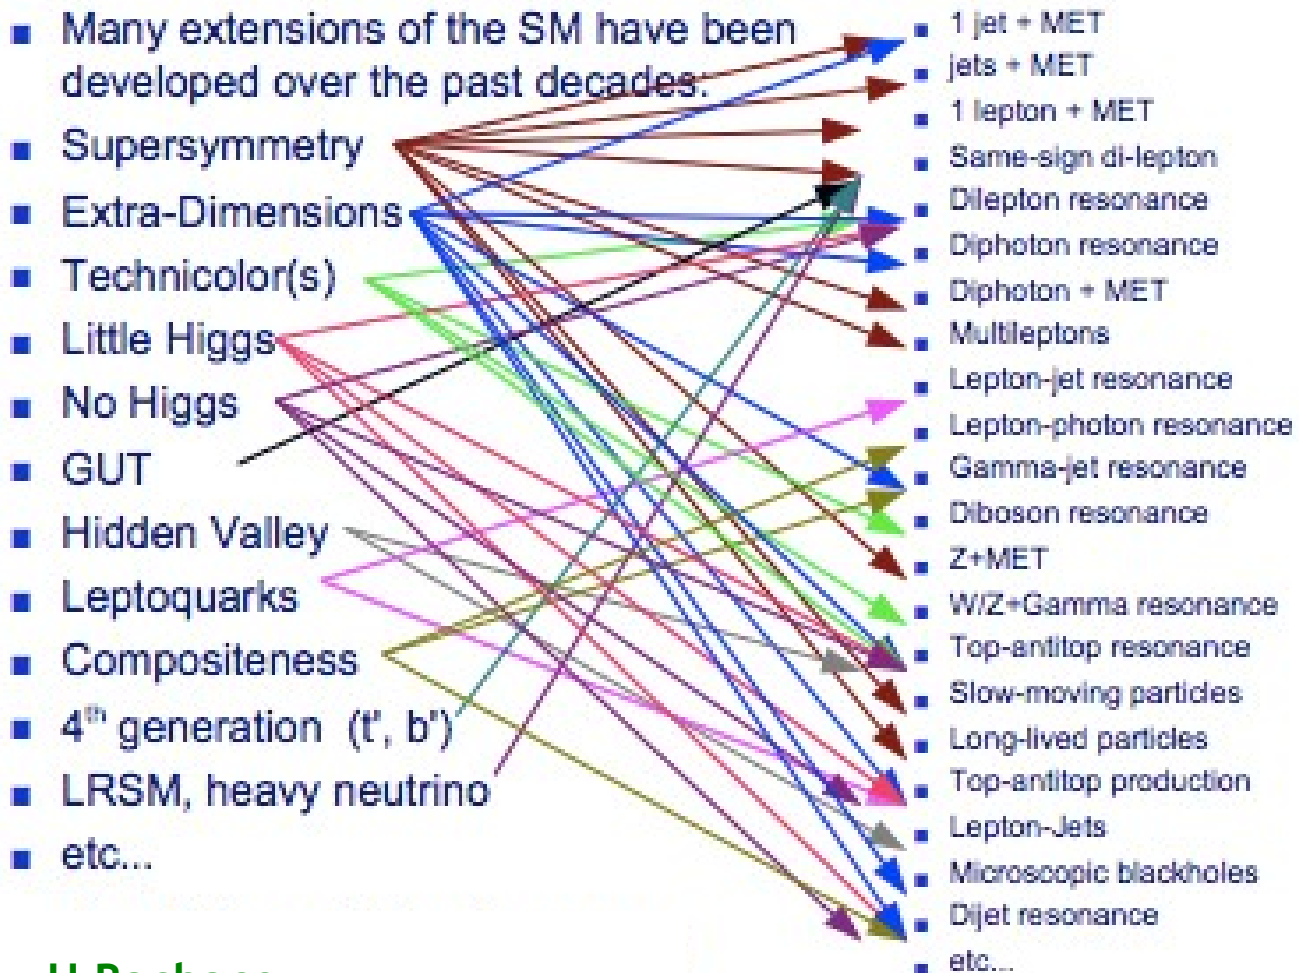 Many extensions of the SM have been
developed over the past decades:
Supersymmetry
Extra-Dimensions
Technicolor(s)
Little Higgs
No Higgs
GUT
Hidden Valley
Leptoquarks
Compositeness
4th generation (t', b')
LRSM, heavy neutrino
etc...
1 jet + MET
jets + MET
1 lepton + MET
Same-sign di-lepton
Dilepton resonance
Diphoton resonance
Diphoton + MET
Multileptons
Lepton-jet resonance
Lepton-photon resonance
Gamma-jet resonance
Diboson resonance
Z+MET
W/Z+Gamma resonance
Top-antitop resonance
Slow-moving particles
Long-lived particles
Top-antitop production
Lepton-Jets
Microscopic blackholes
Dijet resonance
etc...